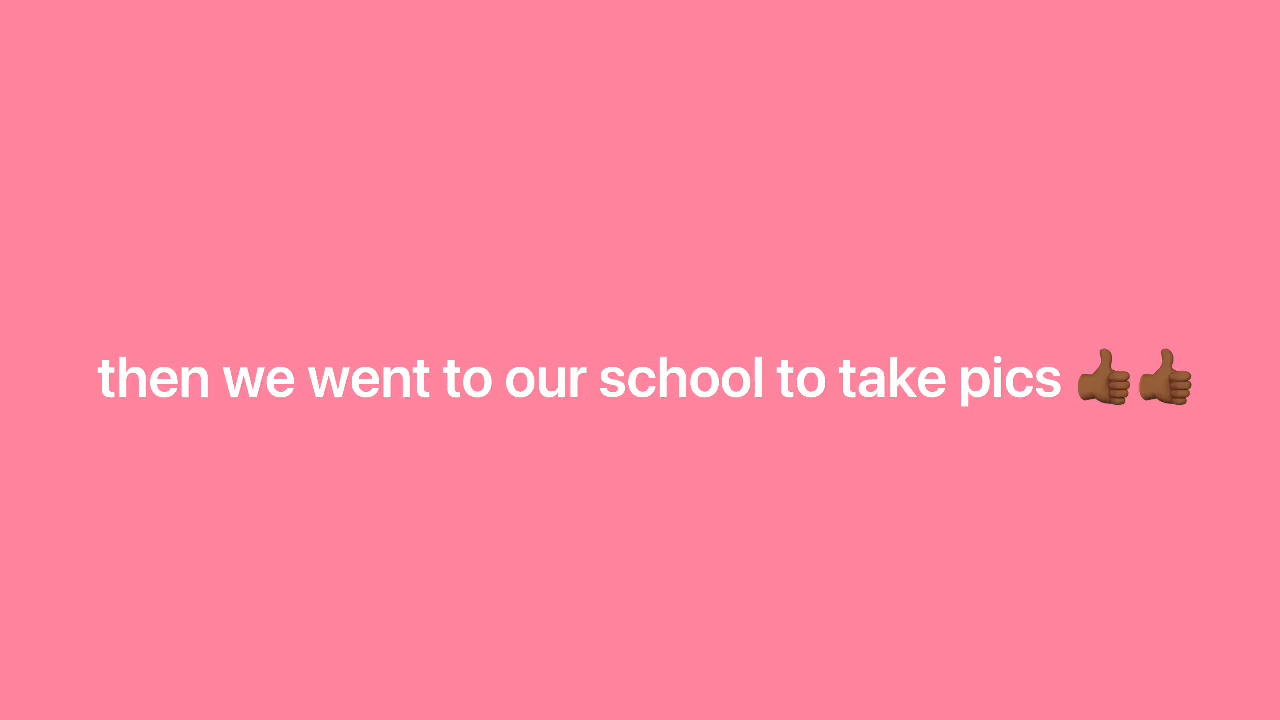 then we went to our school to take pics 👍🏾👍🏾